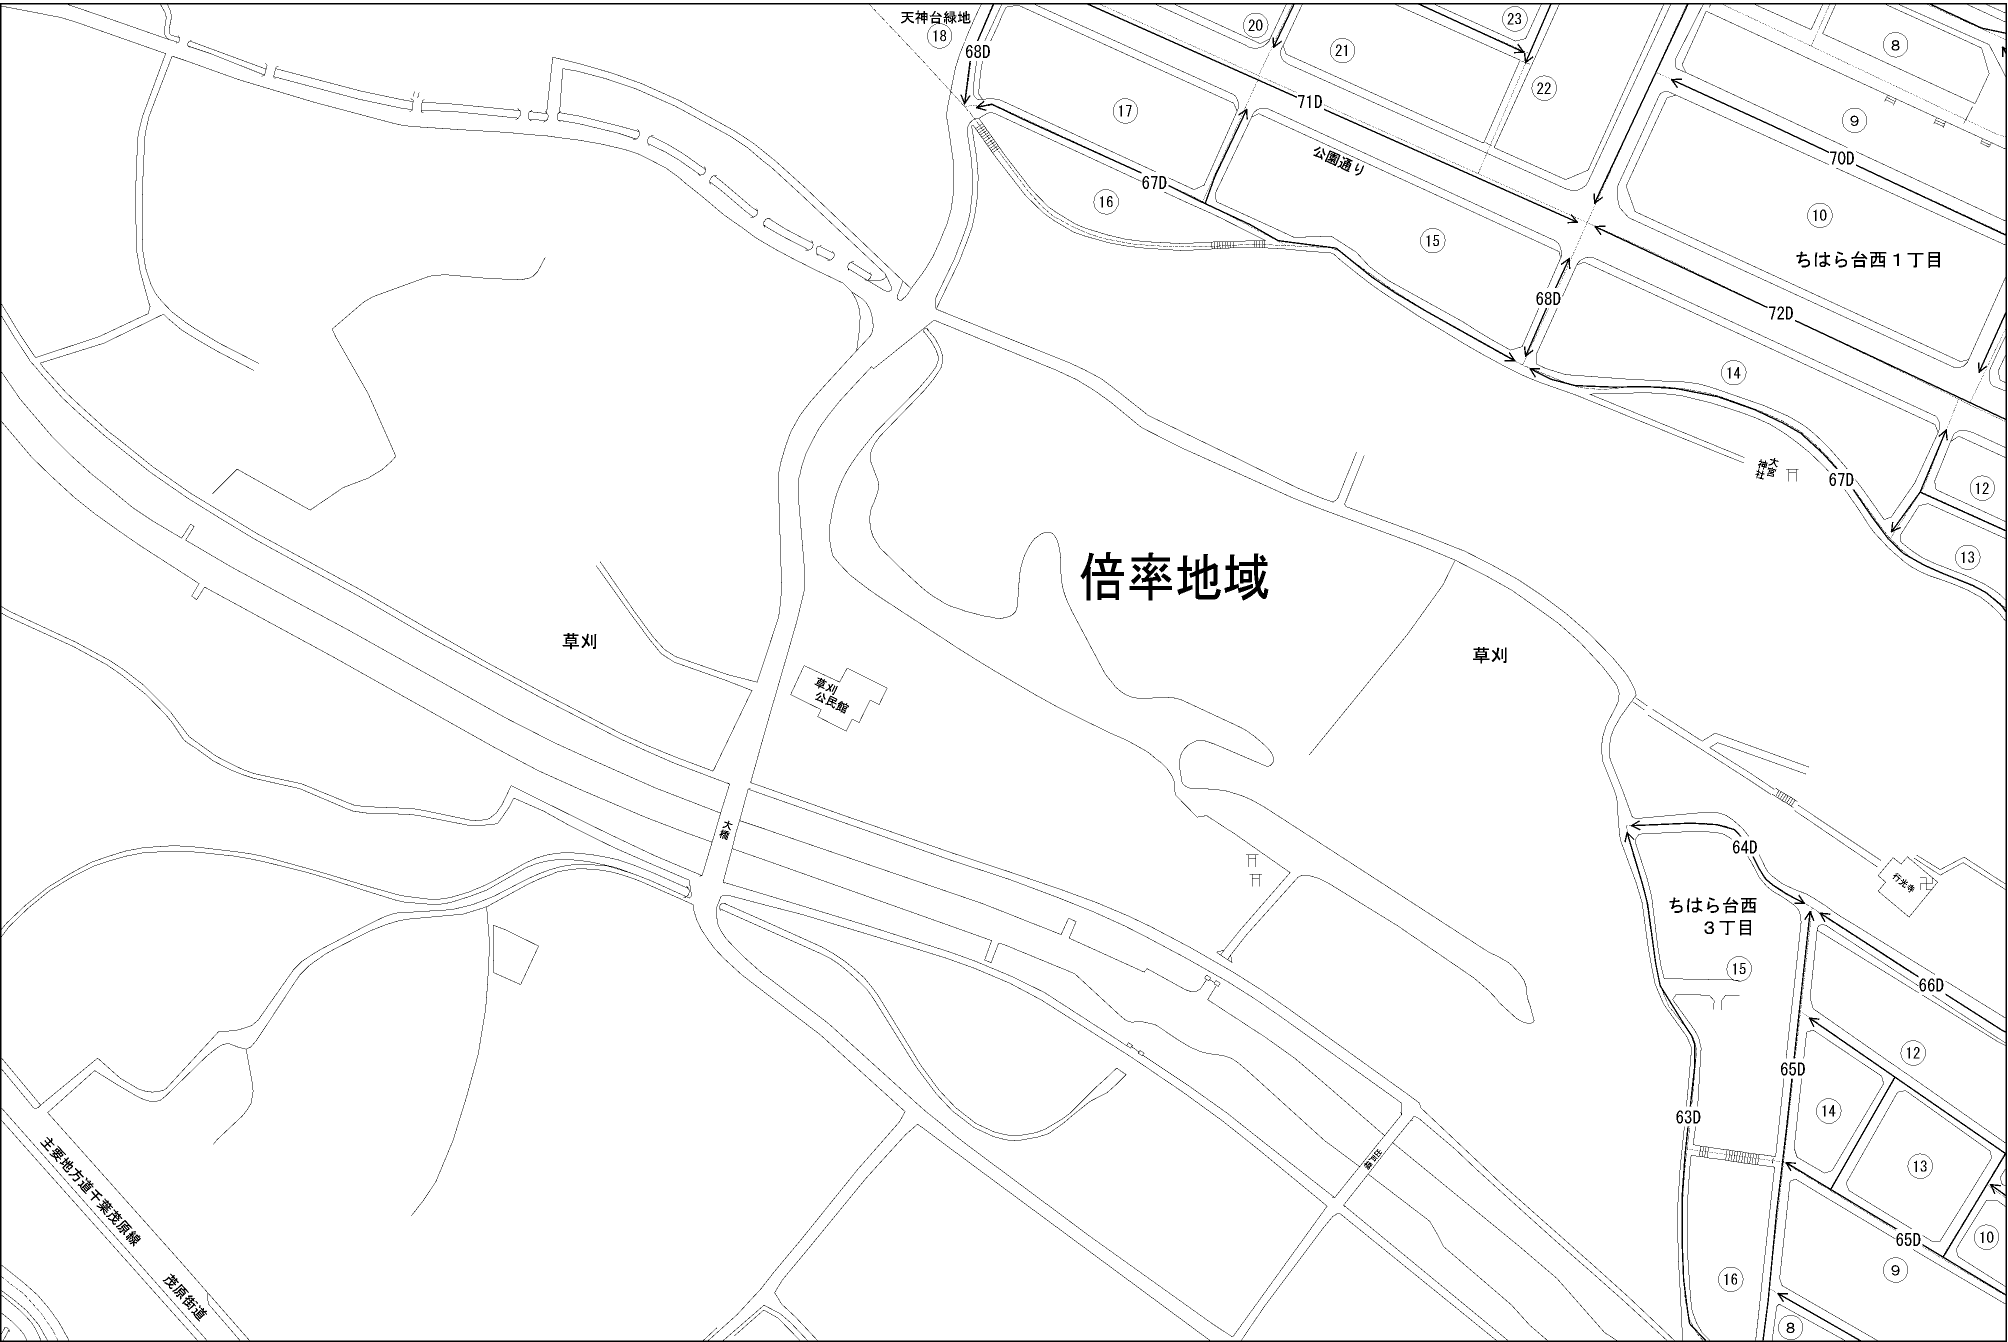 天神台緑地
18
68D
20
21
23
22
8
17
71D
9
公園通り
70D
67D
16
15
10
ちはら台西１丁目
68D
72D
14
大宮
神社
67D
12
13
倍率地域
草刈
草刈
草刈
公民館
大橋
64D
行光寺
ちはら台西
３丁目
15
66D
12
65D
14
63D
13
主要地方道千葉茂原線
茂原街道
65D
10
9
16
8